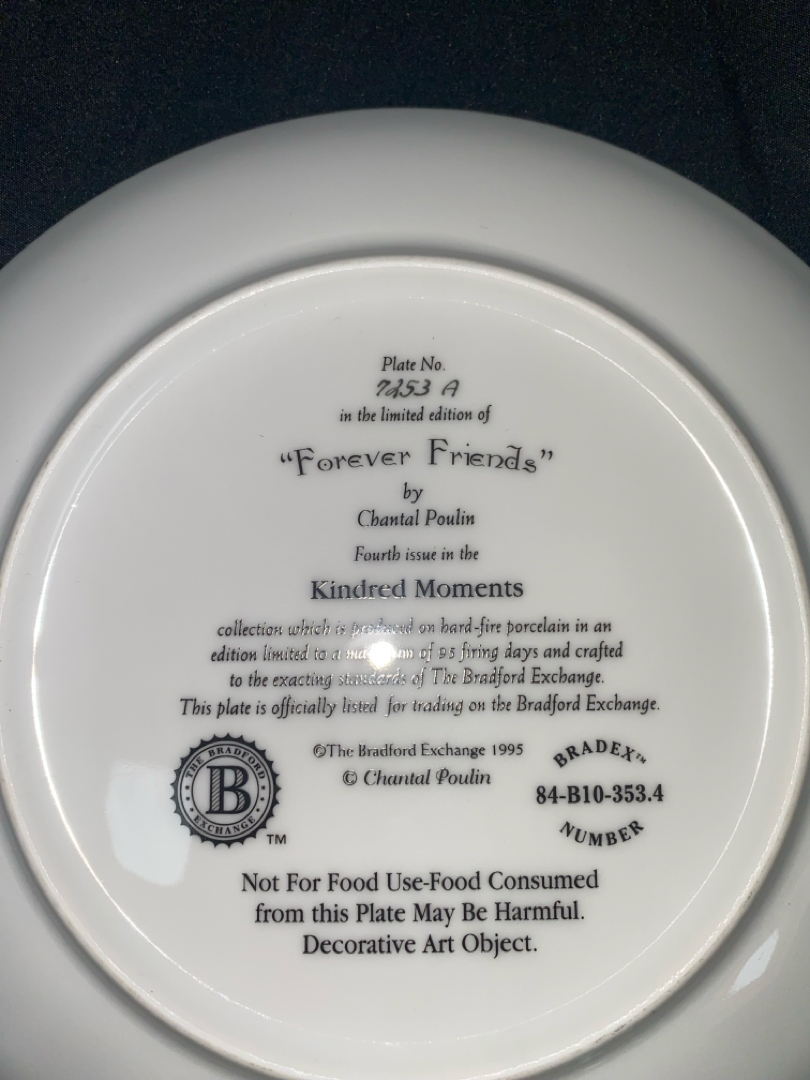 Plate No.
7253 A
in the limited edition of
"Forever Friends"
by
Chantal Poulin
Fourth issue in the
Kindred Moments
collection which is produced on hard-fire porcelain in an
edition limited to a maximum of 95 firing days and crafted
to the exacting standards of The Bradford Exchange.
This plate is officially listed for trading on the Bradford Exchange.
THE BRADFORD
B
EXCHANGE
TM
©The Bradford Exchange 1995
© Chantal Poulin
BRADEX™
84-B10-353.4
NUMBER
Not For Food Use-Food Consumed
from this Plate May Be Harmful.
Decorative Art Object.